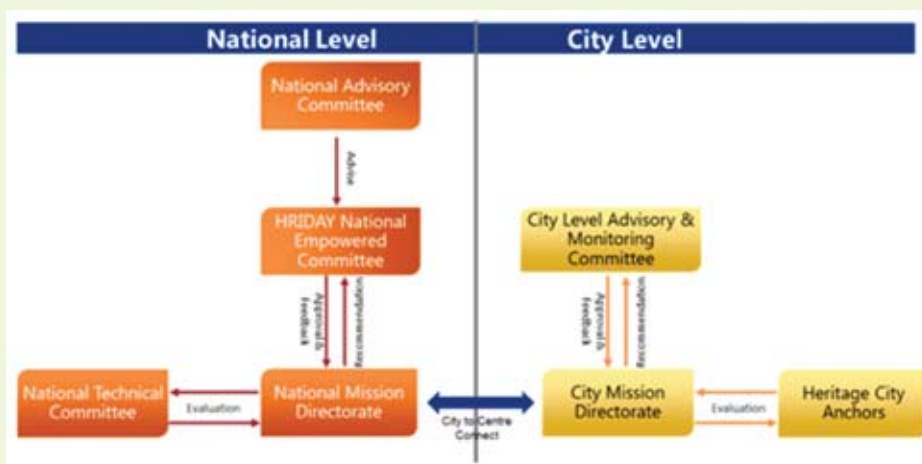 National Level
City Level
National Advisory
Committee
Advise
HRIDAY National
Empowered
Committee
City Level Advisory &
Monitoring
Committee
Approval &
Feedback
Recommendation
Approval &
Feedback
Recommendation
National Technical
Committee
Evaluation
National Mission
Directorate
City to Centre
Connect
City Mission
Directorate
Evaluation
Heritage City
Anchors